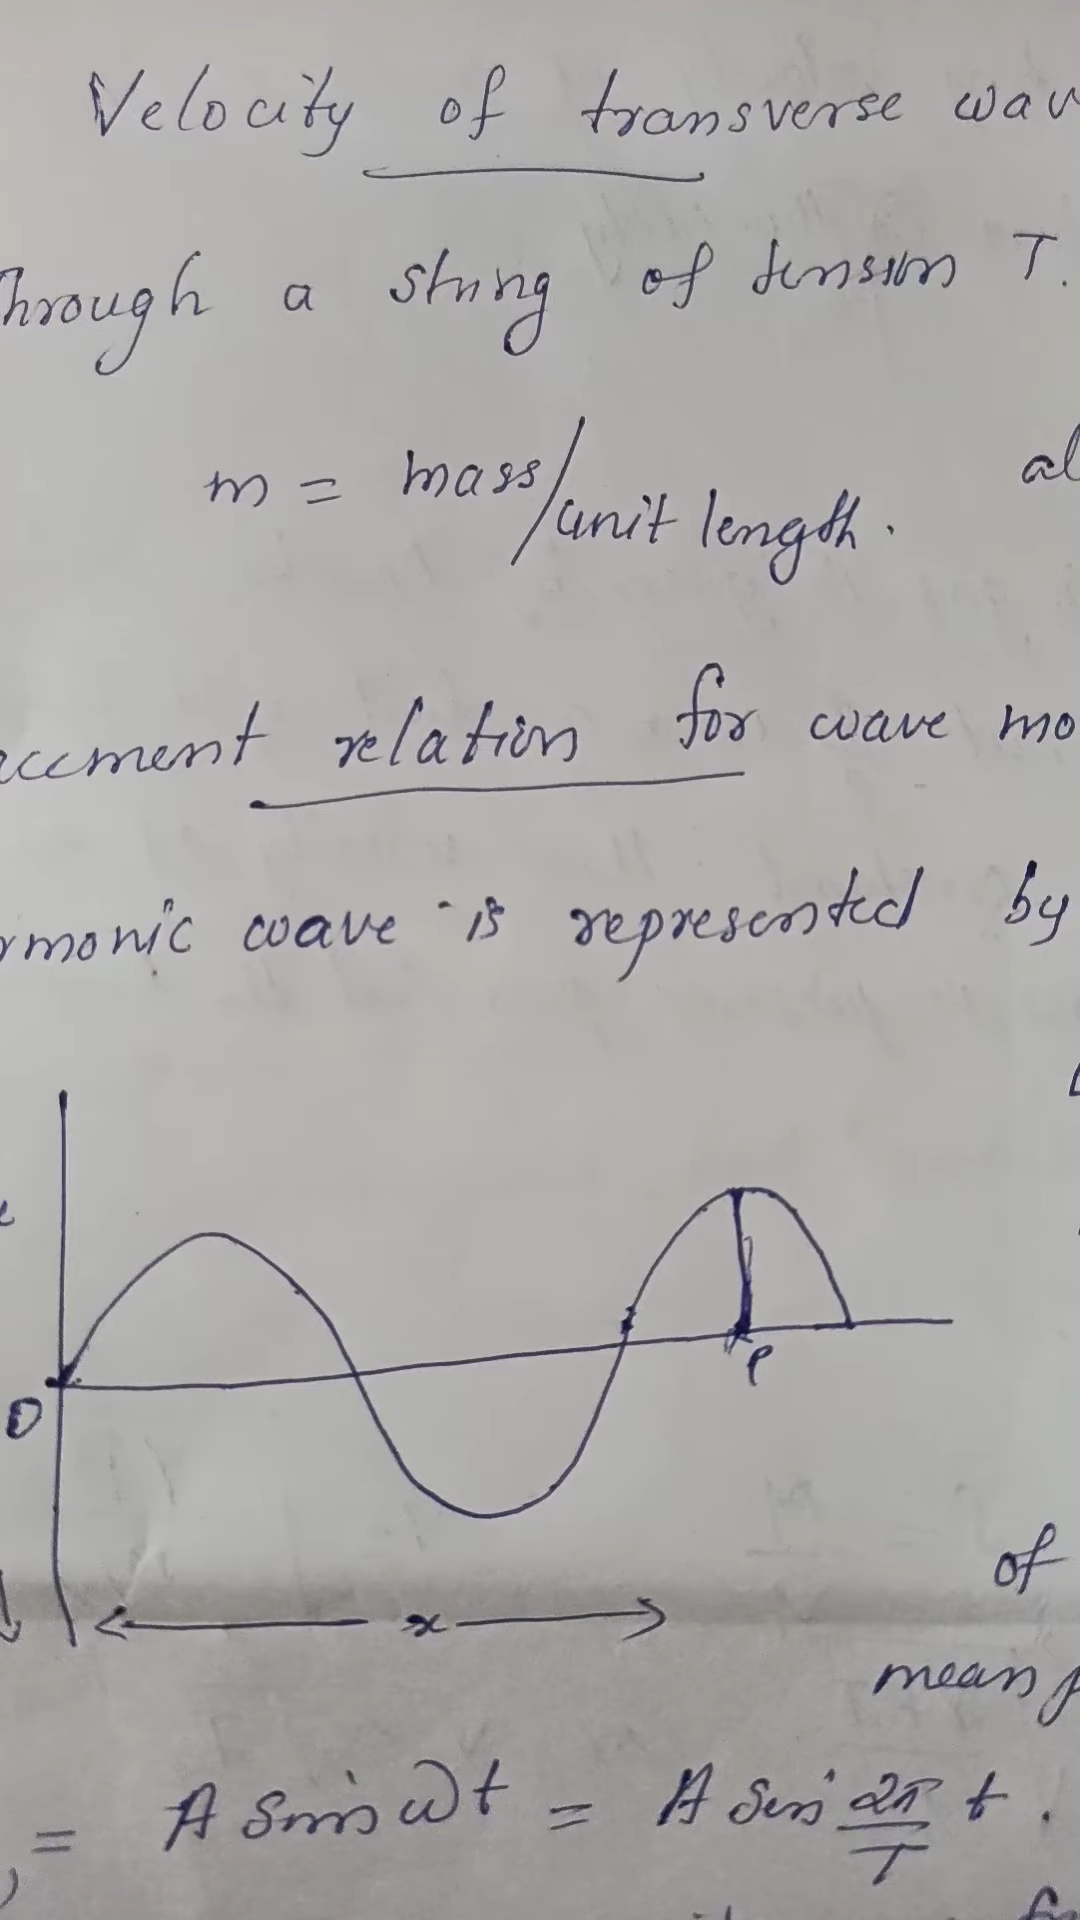 Velocity of transverse wav
hrough a string of tension T.
m = mass/unit length. al
acement relation for wave mo
rmonic wave is represented by
O
P
x
of
mean p
= A sin ωt = A sin 2π/T t.